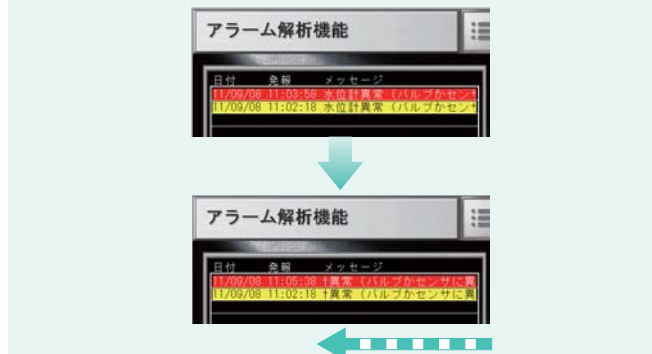 アラーム解析機能
日付 発報 メッセージ
11/09/08 11:03:58 水位計異常（バルブかセンサ
11/09/08 11:02:18 水位計異常（バルブかセンサ
アラーム解析機能
日付 発報 メッセージ
11/09/08 11:05:38 計異常（バルブかセンサに異
11/09/08 11:02:18 計異常（バルブかセンサに異